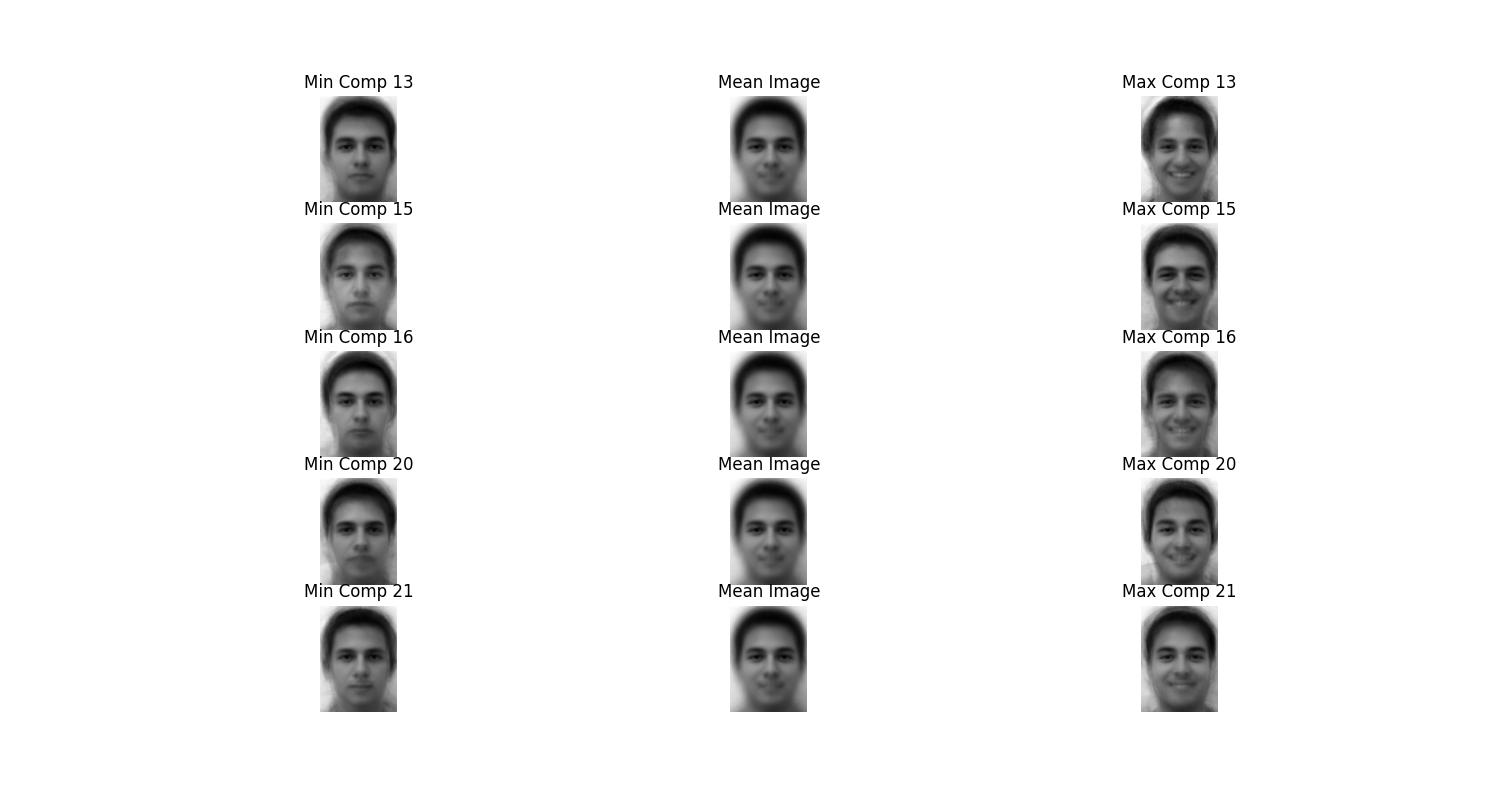 Min Comp 13
Mean Image
Max Comp 13
Min Comp 15
Mean Image
Max Comp 15
Min Comp 16
Mean Image
Max Comp 16
Min Comp 20
Mean Image
Max Comp 20
Min Comp 21
Mean Image
Max Comp 21